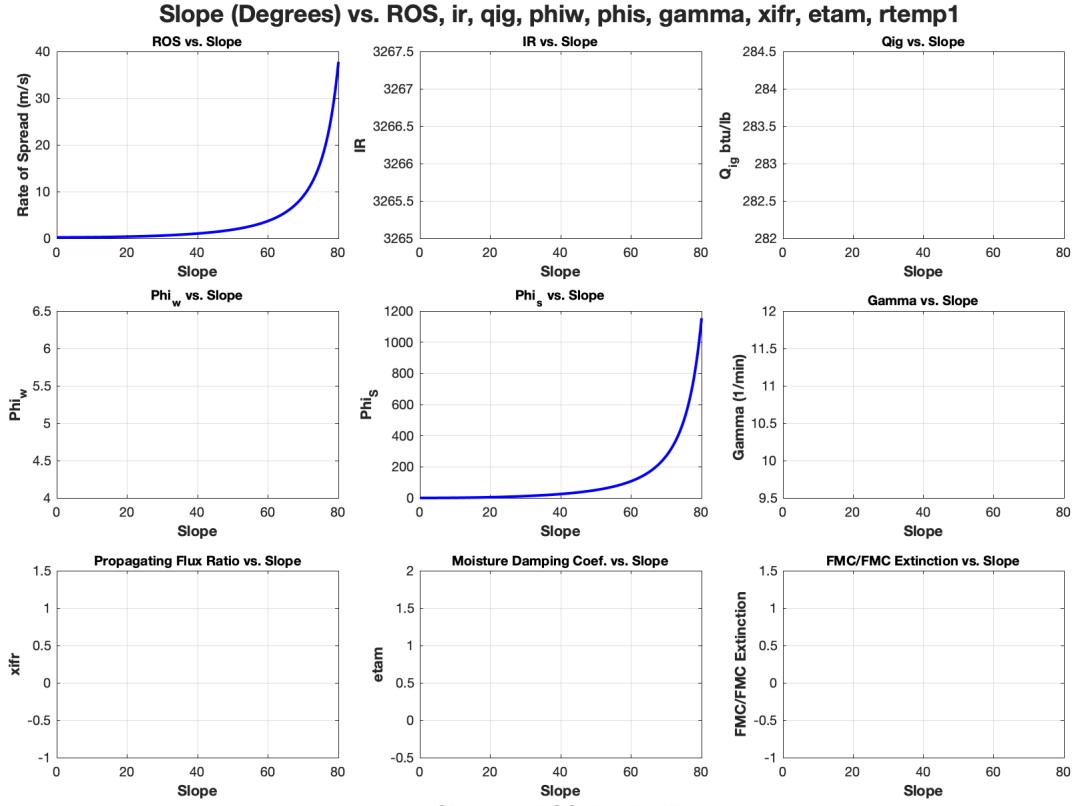 Slope (Degrees) vs. ROS, ir, qig, phiw, phis, gamma, xifr, etam, rtemp1
ROS vs. Slope
40
30
20
10
0
0 20 40 60 80
Rate of Spread (m/s)
Slope
IR vs. Slope
3267.5
3267
3266.5
3266
3265.5
3265
0 20 40 60 80
IR
Slope
Qig vs. Slope
284.5
284
283.5
283
282.5
282
0 20 40 60 80
Qig btu/lb
Slope
Phiw vs. Slope
6.5
6
5.5
5
4.5
4
0 20 40 60 80
Phiw
Slope
Phis vs. Slope
1200
1000
800
600
400
200
0
0 20 40 60 80
PhiS
Slope
Gamma vs. Slope
12
11.5
11
10.5
10
9.5
0 20 40 60 80
Gamma (1/min)
Slope
Propagating Flux Ratio vs. Slope
1.5
1
0.5
0
-0.5
-1
0 20 40 60 80
xifr
Slope
Moisture Damping Coef. vs. Slope
2
1.5
1
0.5
0
-0.5
0 20 40 60 80
etam
Slope
FMC/FMC Extinction vs. Slope
1.5
1
0.5
0
-0.5
-1
0 20 40 60 80
FMC/FMC Extinction
Slope